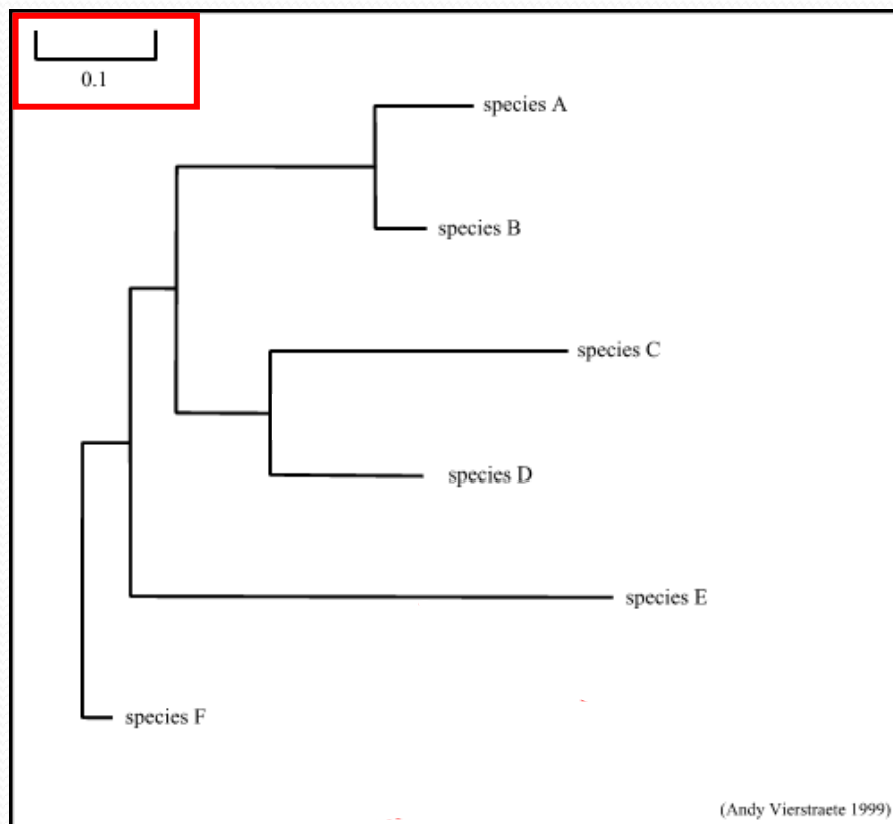 0.1
species A
species B
species C
species D
species E
species F
(Andy Vierstraete 1999)